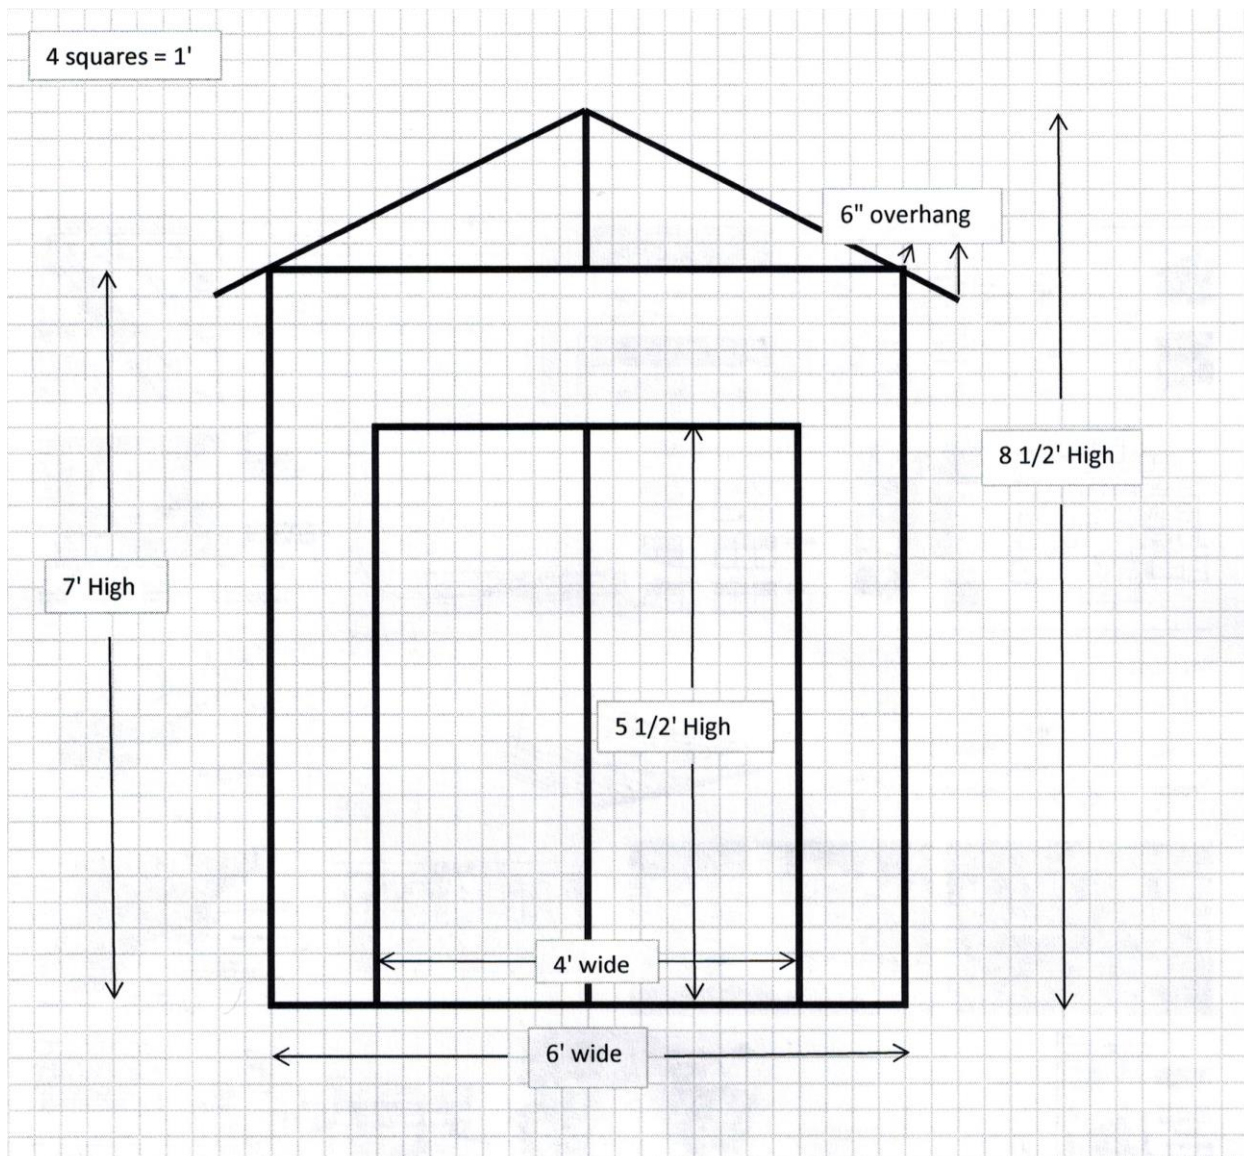 4 squares = 1'
6" overhang
8 1/2' High
7' High
5 1/2' High
4' wide
6' wide